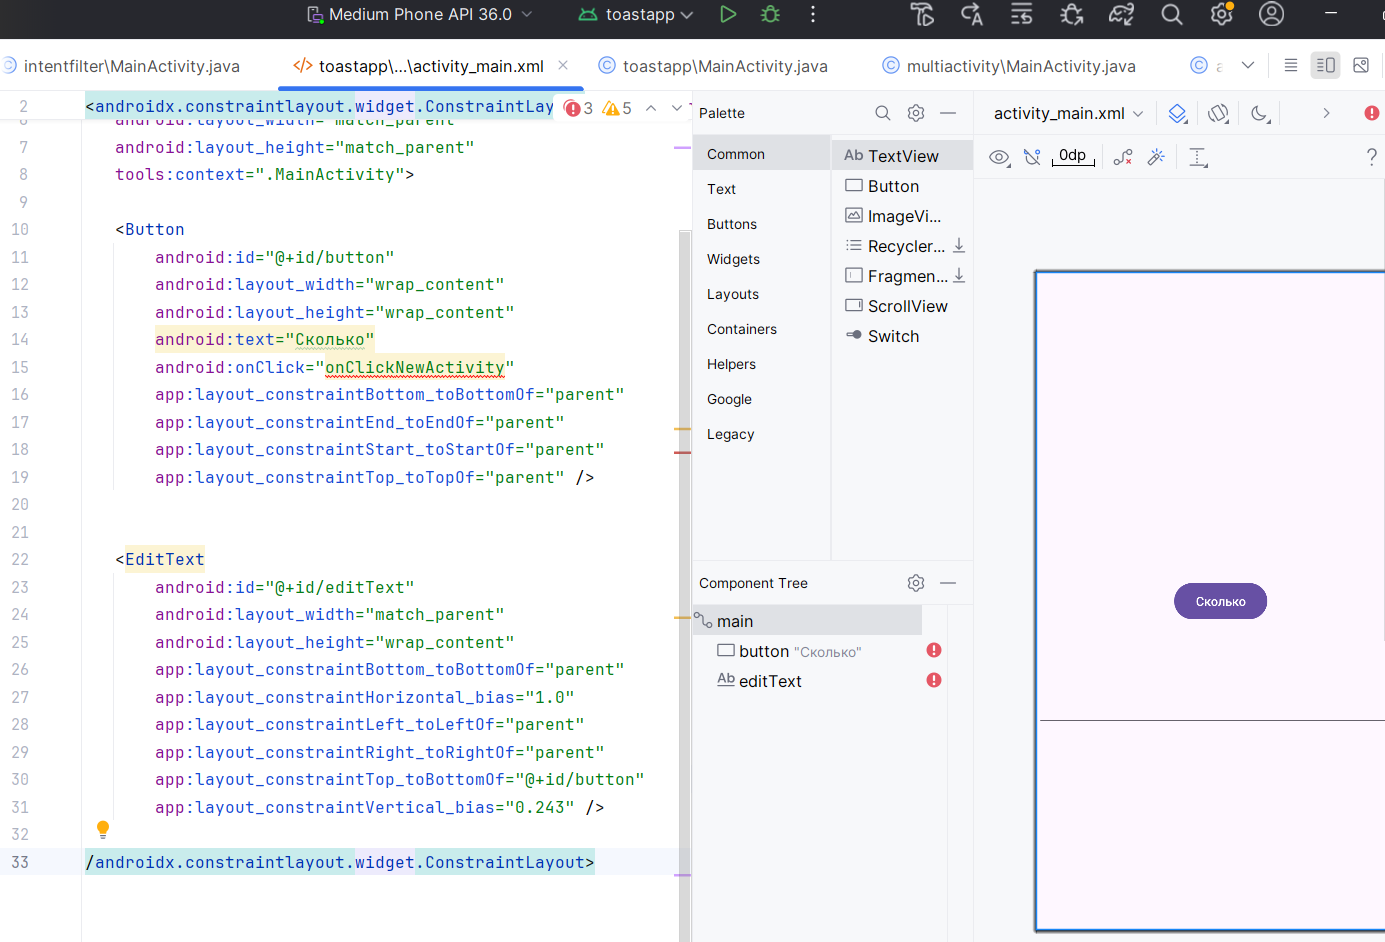 Medium Phone API 36.0
toastapp
intentfilter\MainActivity.java
toastapp\...\activity_main.xml
toastapp\MainActivity.java
multiactivity\MainActivity.java
2 <androidx.constraintlayout.widget.ConstraintLay
3 5
6 android:layout_width="match_parent"
7 android:layout_height="match_parent"
8 tools:context=".MainActivity">
9
10 <Button
11 android:id="@+id/button"
12 android:layout_width="wrap_content"
13 android:layout_height="wrap_content"
14 android:text="Сколько"
15 android:onClick="onClickNewActivity"
16 app:layout_constraintBottom_toBottomOf="parent"
17 app:layout_constraintEnd_toEndOf="parent"
18 app:layout_constraintStart_toStartOf="parent"
19 app:layout_constraintTop_toTopOf="parent" />
20
21
22 <EditText
23 android:id="@+id/editText"
24 android:layout_width="match_parent"
25 android:layout_height="wrap_content"
26 app:layout_constraintBottom_toBottomOf="parent"
27 app:layout_constraintHorizontal_bias="1.0"
28 app:layout_constraintLeft_toLeftOf="parent"
29 app:layout_constraintRight_toRightOf="parent"
30 app:layout_constraintTop_toBottomOf="@+id/button"
31 app:layout_constraintVertical_bias="0.243" />
32
33 /androidx.constraintlayout.widget.ConstraintLayout>
Palette
Common
Text
Buttons
Widgets
Layouts
Containers
Helpers
Google
Legacy
Ab TextView
Button
ImageVi...
Recycler...
Fragmen...
ScrollView
Switch
Component Tree
main
button "Сколько"
Ab editText
activity_main.xml
0dp
?
Сколько